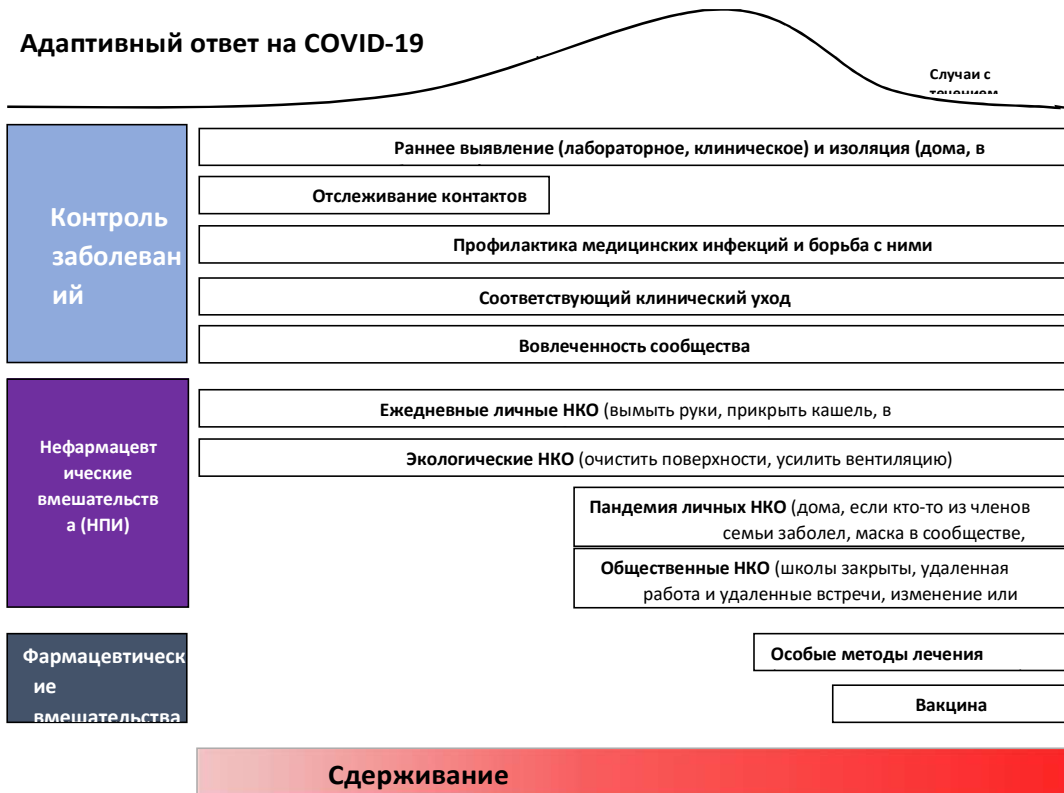 Адаптивный ответ на COVID-19
Случаи с
течением
Контроль
заболеван
ий
Раннее выявление (лабораторное, клиническое) и изоляция (дома, в
Отслеживание контактов
Профилактика медицинских инфекций и борьба с ними
Соответствующий клинический уход
Вовлеченность сообщества
Нефармацевт
ические
вмешательств
а (НПИ)
Ежедневные личные НКО (вымыть руки, прикрыть кашель, в
Экологические НКО (очистить поверхности, усилить вентиляцию)
Пандемия личных НКО (дома, если кто-то из членов
семьи заболел, маска в сообществе,
Общественные НКО (школы закрыты, удаленная
работа и удаленные встречи, изменение или
Фармацевтическ
ие
вмешательства
Особые методы лечения
Вакцина
Сдерживание